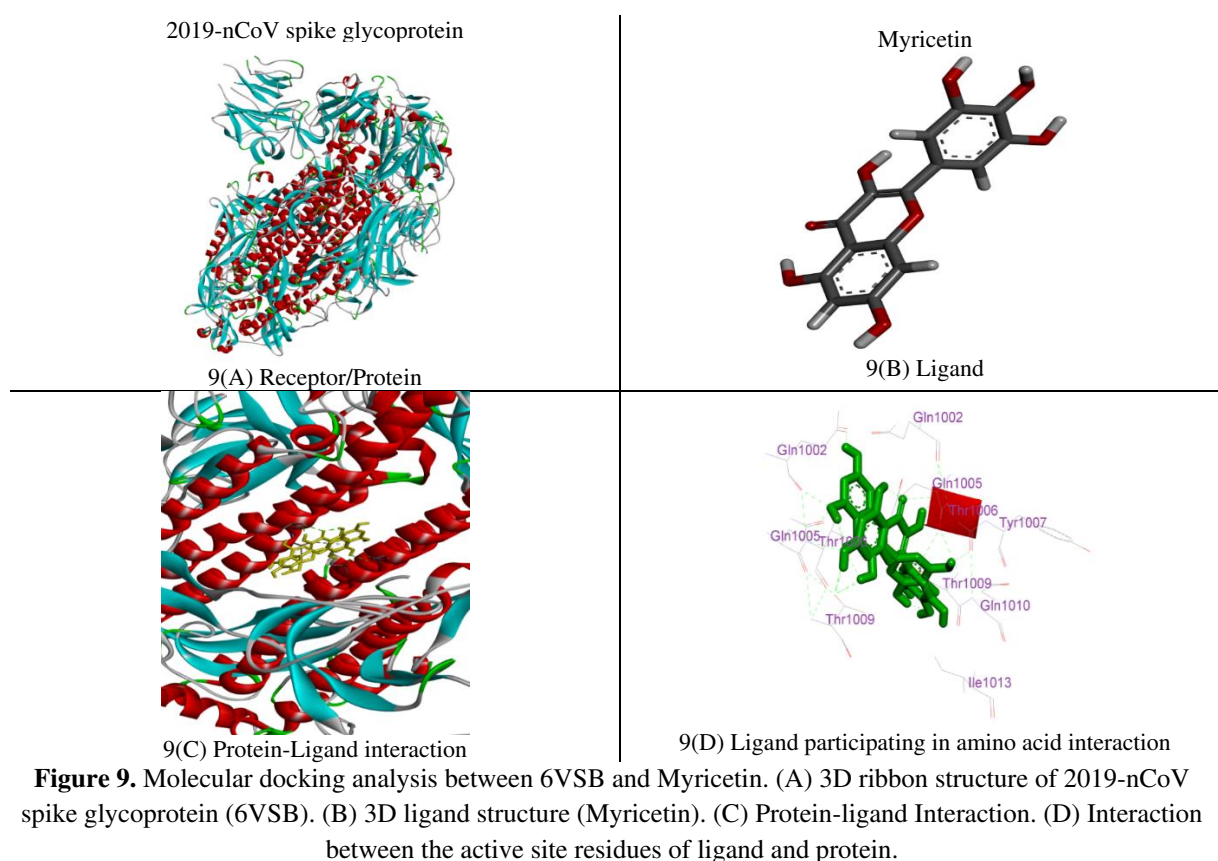 2019-nCoV spike glycoprotein
Myricetin
9(A) Receptor/Protein
9(B) Ligand
Gln1002
Gln1002
Gln1005
Thr1006
Tyr1007
Gln1005
Thr1009
Gln1010
Thr1009
Ile1013
9(C) Protein-Ligand interaction
9(D) Ligand participating in amino acid interaction
Figure 9. Molecular docking analysis between 6VSB and Myricetin. (A) 3D ribbon structure of 2019-nCoV
spike glycoprotein (6VSB). (B) 3D ligand structure (Myricetin). (C) Protein-ligand Interaction. (D) Interaction
between the active site residues of ligand and protein.